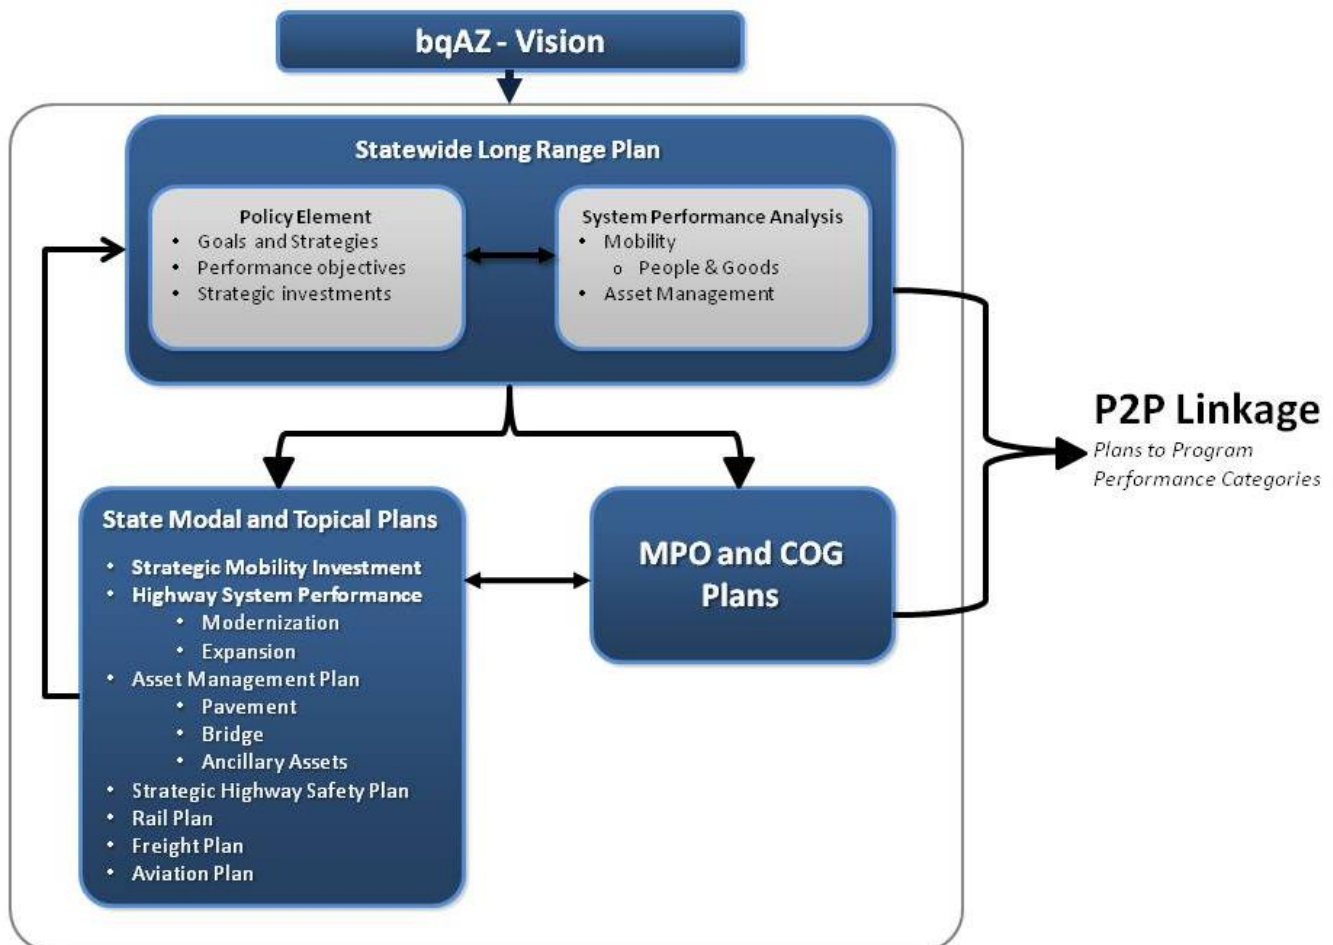 bqAZ - Vision
Statewide Long Range Plan
Policy Element
• Goals and Strategies
• Performance objectives
• Strategic investments
System Performance Analysis
• Mobility
o People & Goods
• Asset Management
P2P Linkage
Plans to Program
Performance Categories
State Modal and Topical Plans
• Strategic Mobility Investment
• Highway System Performance
• Modernization
• Expansion
• Asset Management Plan
• Pavement
• Bridge
• Ancillary Assets
• Strategic Highway Safety Plan
• Rail Plan
• Freight Plan
• Aviation Plan
MPO and COG
Plans